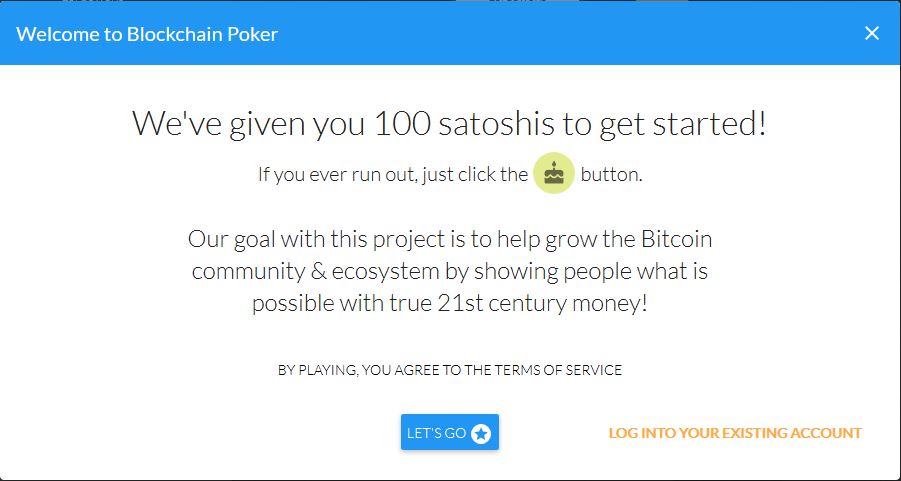 Welcome to Blockchain Poker
We've given you 100 satoshis to get started!
If you ever run out, just click the button.
Our goal with this project is to help grow the Bitcoin
community & ecosystem by showing people what is
possible with true 21st century money!
BY PLAYING, YOU AGREE TO THE TERMS OF SERVICE
LET'S GO
LOG INTO YOUR EXISTING ACCOUNT